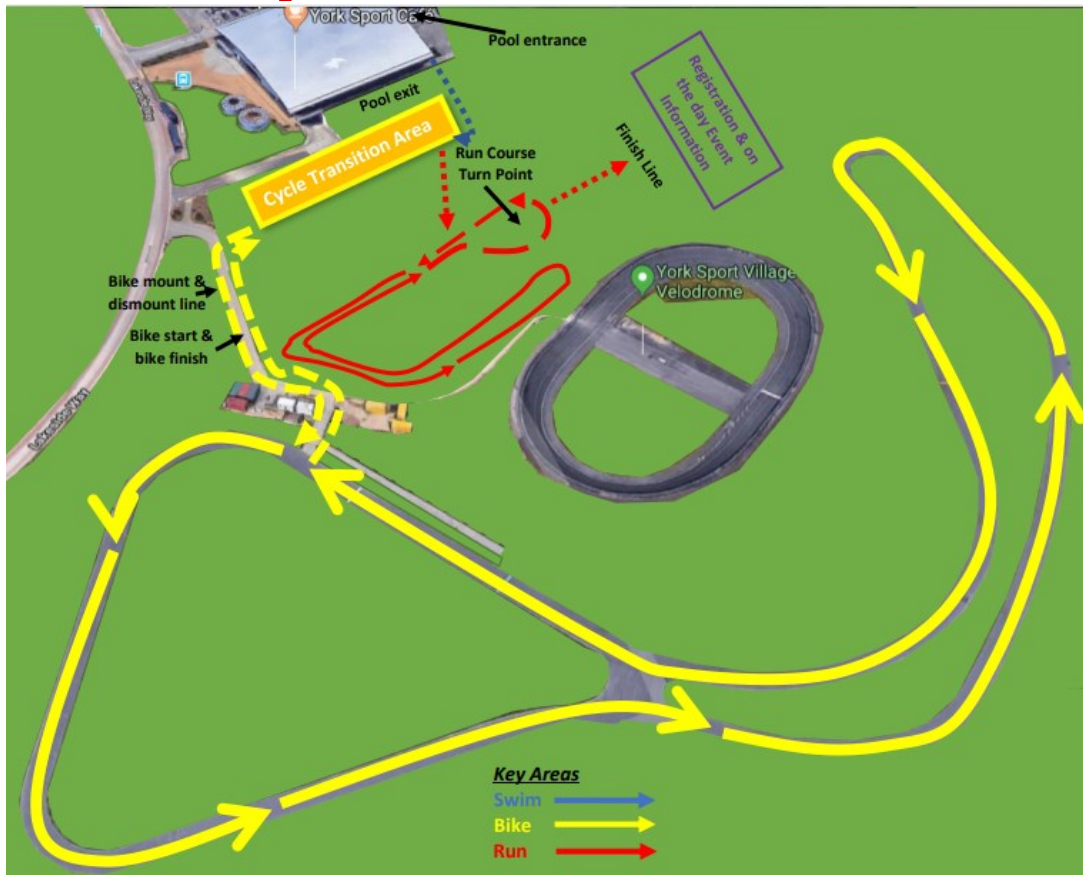 York Sport Café
Pool entrance
Pool exit
Cycle Transition Area
Registration & on
the day Event
Information
Finish Line
Run Course
Turn Point
York Sport Village
Velodrome
Bike mount &
dismount line
Bike start &
bike finish
Lakeside Way
Key Areas
Swim
Bike
Run